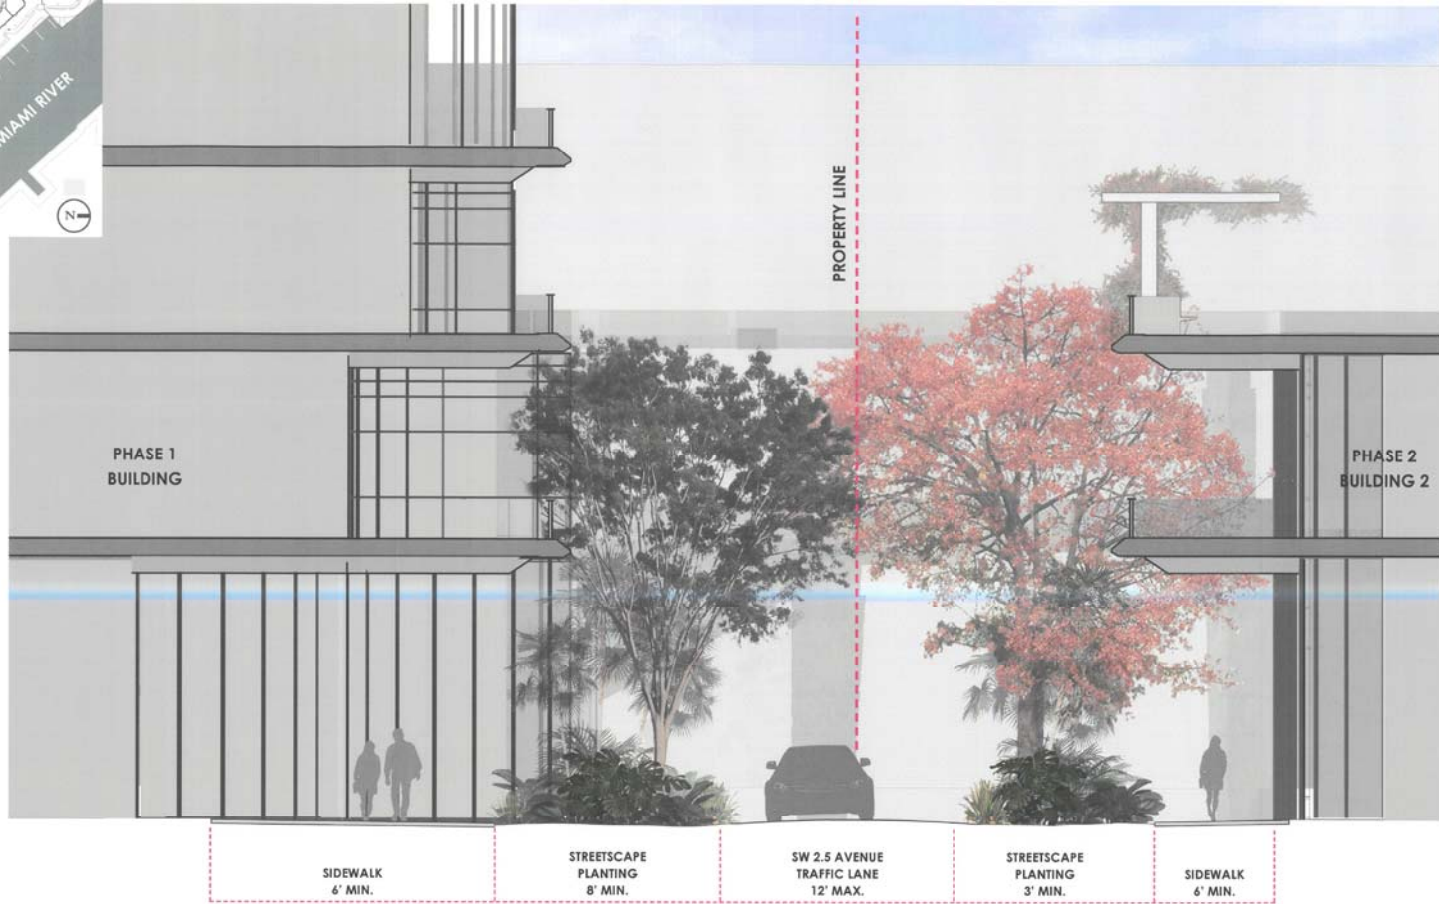 MIAMI RIVER
N
PROPERTY LINE
PHASE 1
BUILDING
PHASE 2
BUILDING 2
SIDEWALK
6' MIN.
STREETSCAPE
PLANTING
8' MIN.
SW 2.5 AVENUE
TRAFFIC LANE
12' MAX.
STREETSCAPE
PLANTING
3' MIN.
SIDEWALK
6' MIN.